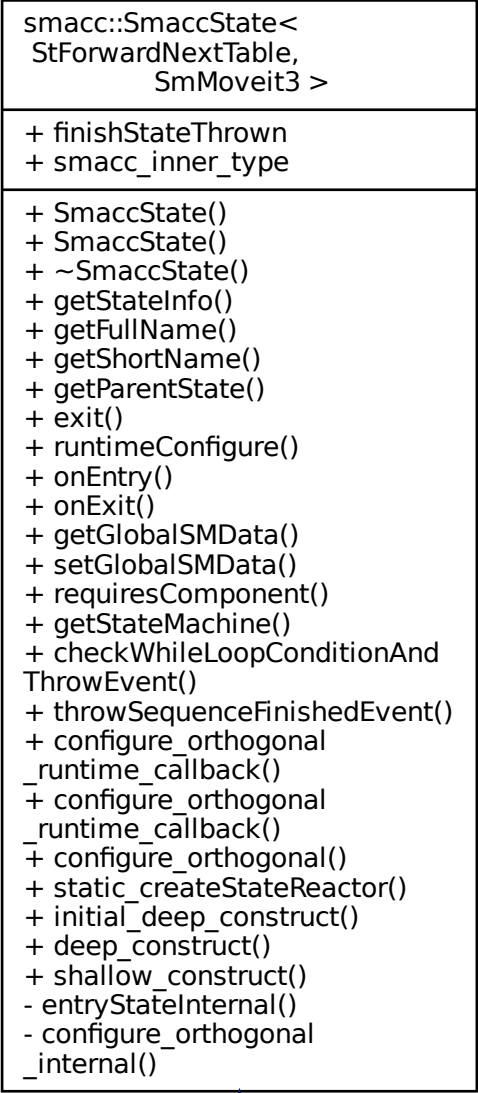 smacc::SmaccState<
StForwardNextTable,
SmMoveit3 >
+ finishStateThrown
+ smacc_inner_type
+ SmaccState()
+ SmaccState()
+ ~SmaccState()
+ getStateInfo()
+ getFullName()
+ getShortName()
+ getParentState()
+ exit()
+ runtimeConfigure()
+ onEntry()
+ onExit()
+ getGlobalSMData()
+ setGlobalSMData()
+ requiresComponent()
+ getStateMachine()
+ checkWhileLoopConditionAnd
ThrowEvent()
+ throwSequenceFinishedEvent()
+ configure_orthogonal
_runtime_callback()
+ configure_orthogonal
_runtime_callback()
+ configure_orthogonal()
+ static_createStateReactor()
+ initial_deep_construct()
+ deep_construct()
+ shallow_construct()
- entryStateInternal()
- configure_orthogonal
_internal()